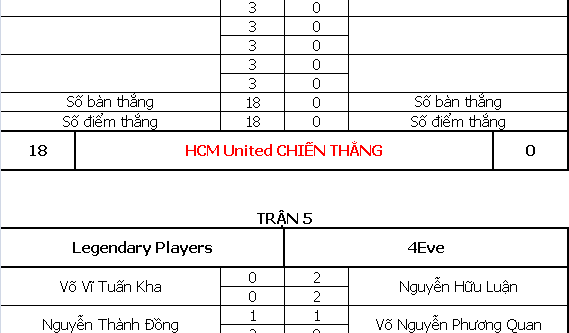 3 0
3 0
3 0
3 0
3 0
Số bàn thắng 18 0 Số bàn thắng
Số điểm thắng 18 0 Số điểm thắng
18 HCM United CHIẾN THẮNG 0
TRẬN 5
Legendary Players 4Eve
0 2
Võ Vĩ Tuấn Kha Nguyễn Hữu Luận
0 2
1 1
Nguyễn Thành Đồng Võ Nguyễn Phương Quan